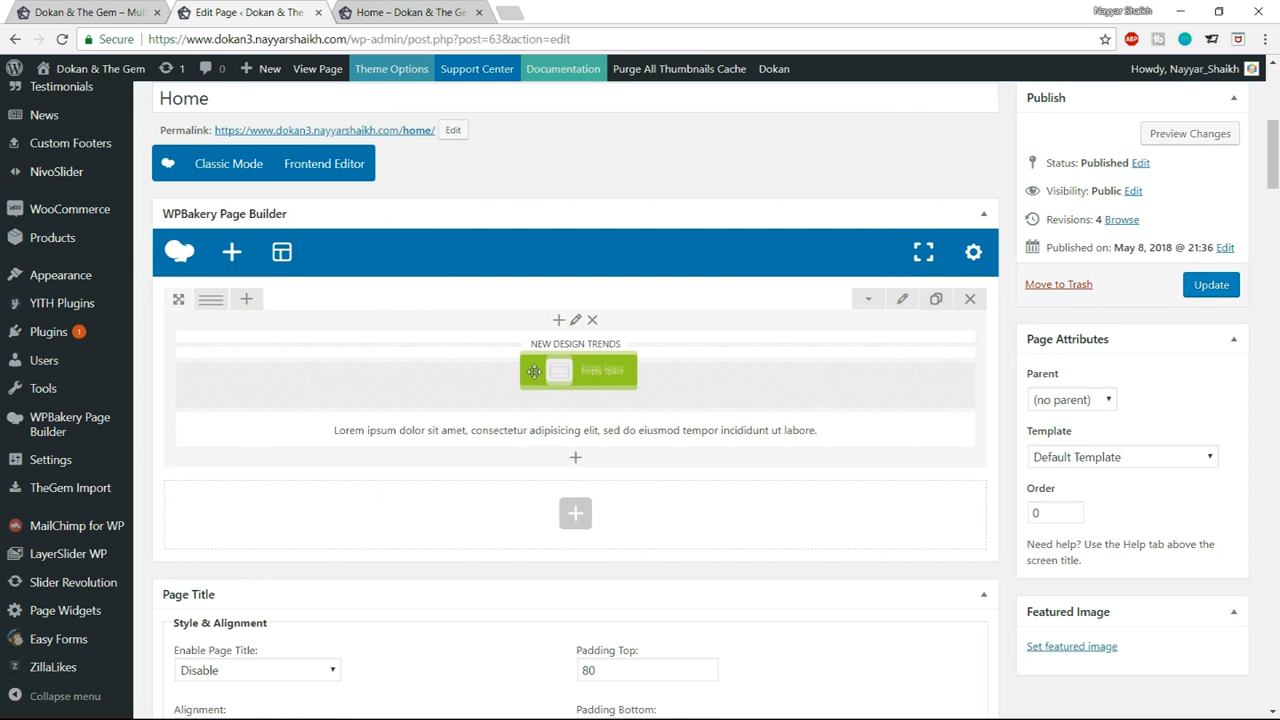 Dokan & The Gem – Mul
Edit Page ‹ Dokan & The
Home – Dokan & The Ge
Nayyar Shaikh
Secure
https://www.dokan3.nayyarshaikh.com/wp-admin/post.php?post=63&action=edit
Dokan & The Gem
1
0
New
View Page
Theme Options
Support Center
Documentation
Purge All Thumbnails Cache
Dokan
Howdy, Nayyar_Shaikh
Testimonials
News
Custom Footers
NivoSlider
WooCommerce
Products
Appearance
YITH Plugins
Plugins 1
Users
Tools
WPBakery Page
Builder
Settings
TheGem Import
MailChimp for WP
LayerSlider WP
Slider Revolution
Page Widgets
Easy Forms
ZillaLikes
Collapse menu
Home
Permalink: https://www.dokan3.nayyarshaikh.com/home/ Edit
Classic Mode
Frontend Editor
WPBakery Page Builder
NEW DESIGN TRENDS
Empty Space
Lorem ipsum dolor sit amet, consectetur adipisicing elit, sed do eiusmod tempor incididunt ut labore.
Page Title
Style & Alignment
Enable Page Title:
Disable
Padding Top:
80
Alignment:
Padding Bottom:
Publish
Preview Changes
Status: Published Edit
Visibility: Public Edit
Revisions: 4 Browse
Published on: May 8, 2018 @ 21:36 Edit
Move to Trash
Update
Page Attributes
Parent
(no parent)
Template
Default Template
Order
0
Need help? Use the Help tab above the
screen title.
Featured Image
Set featured image